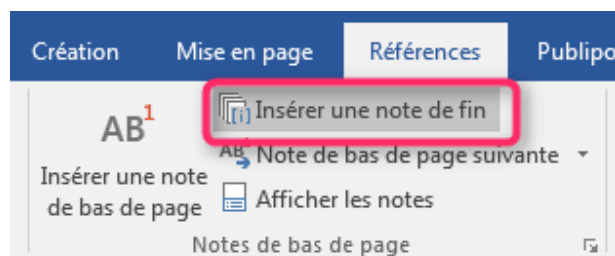 Création Mise en page Références Publipo
AB1
Insérer une note
de bas de page
[i] Insérer une note de fin
AB Note de bas de page suivante
Afficher les notes
Notes de bas de page